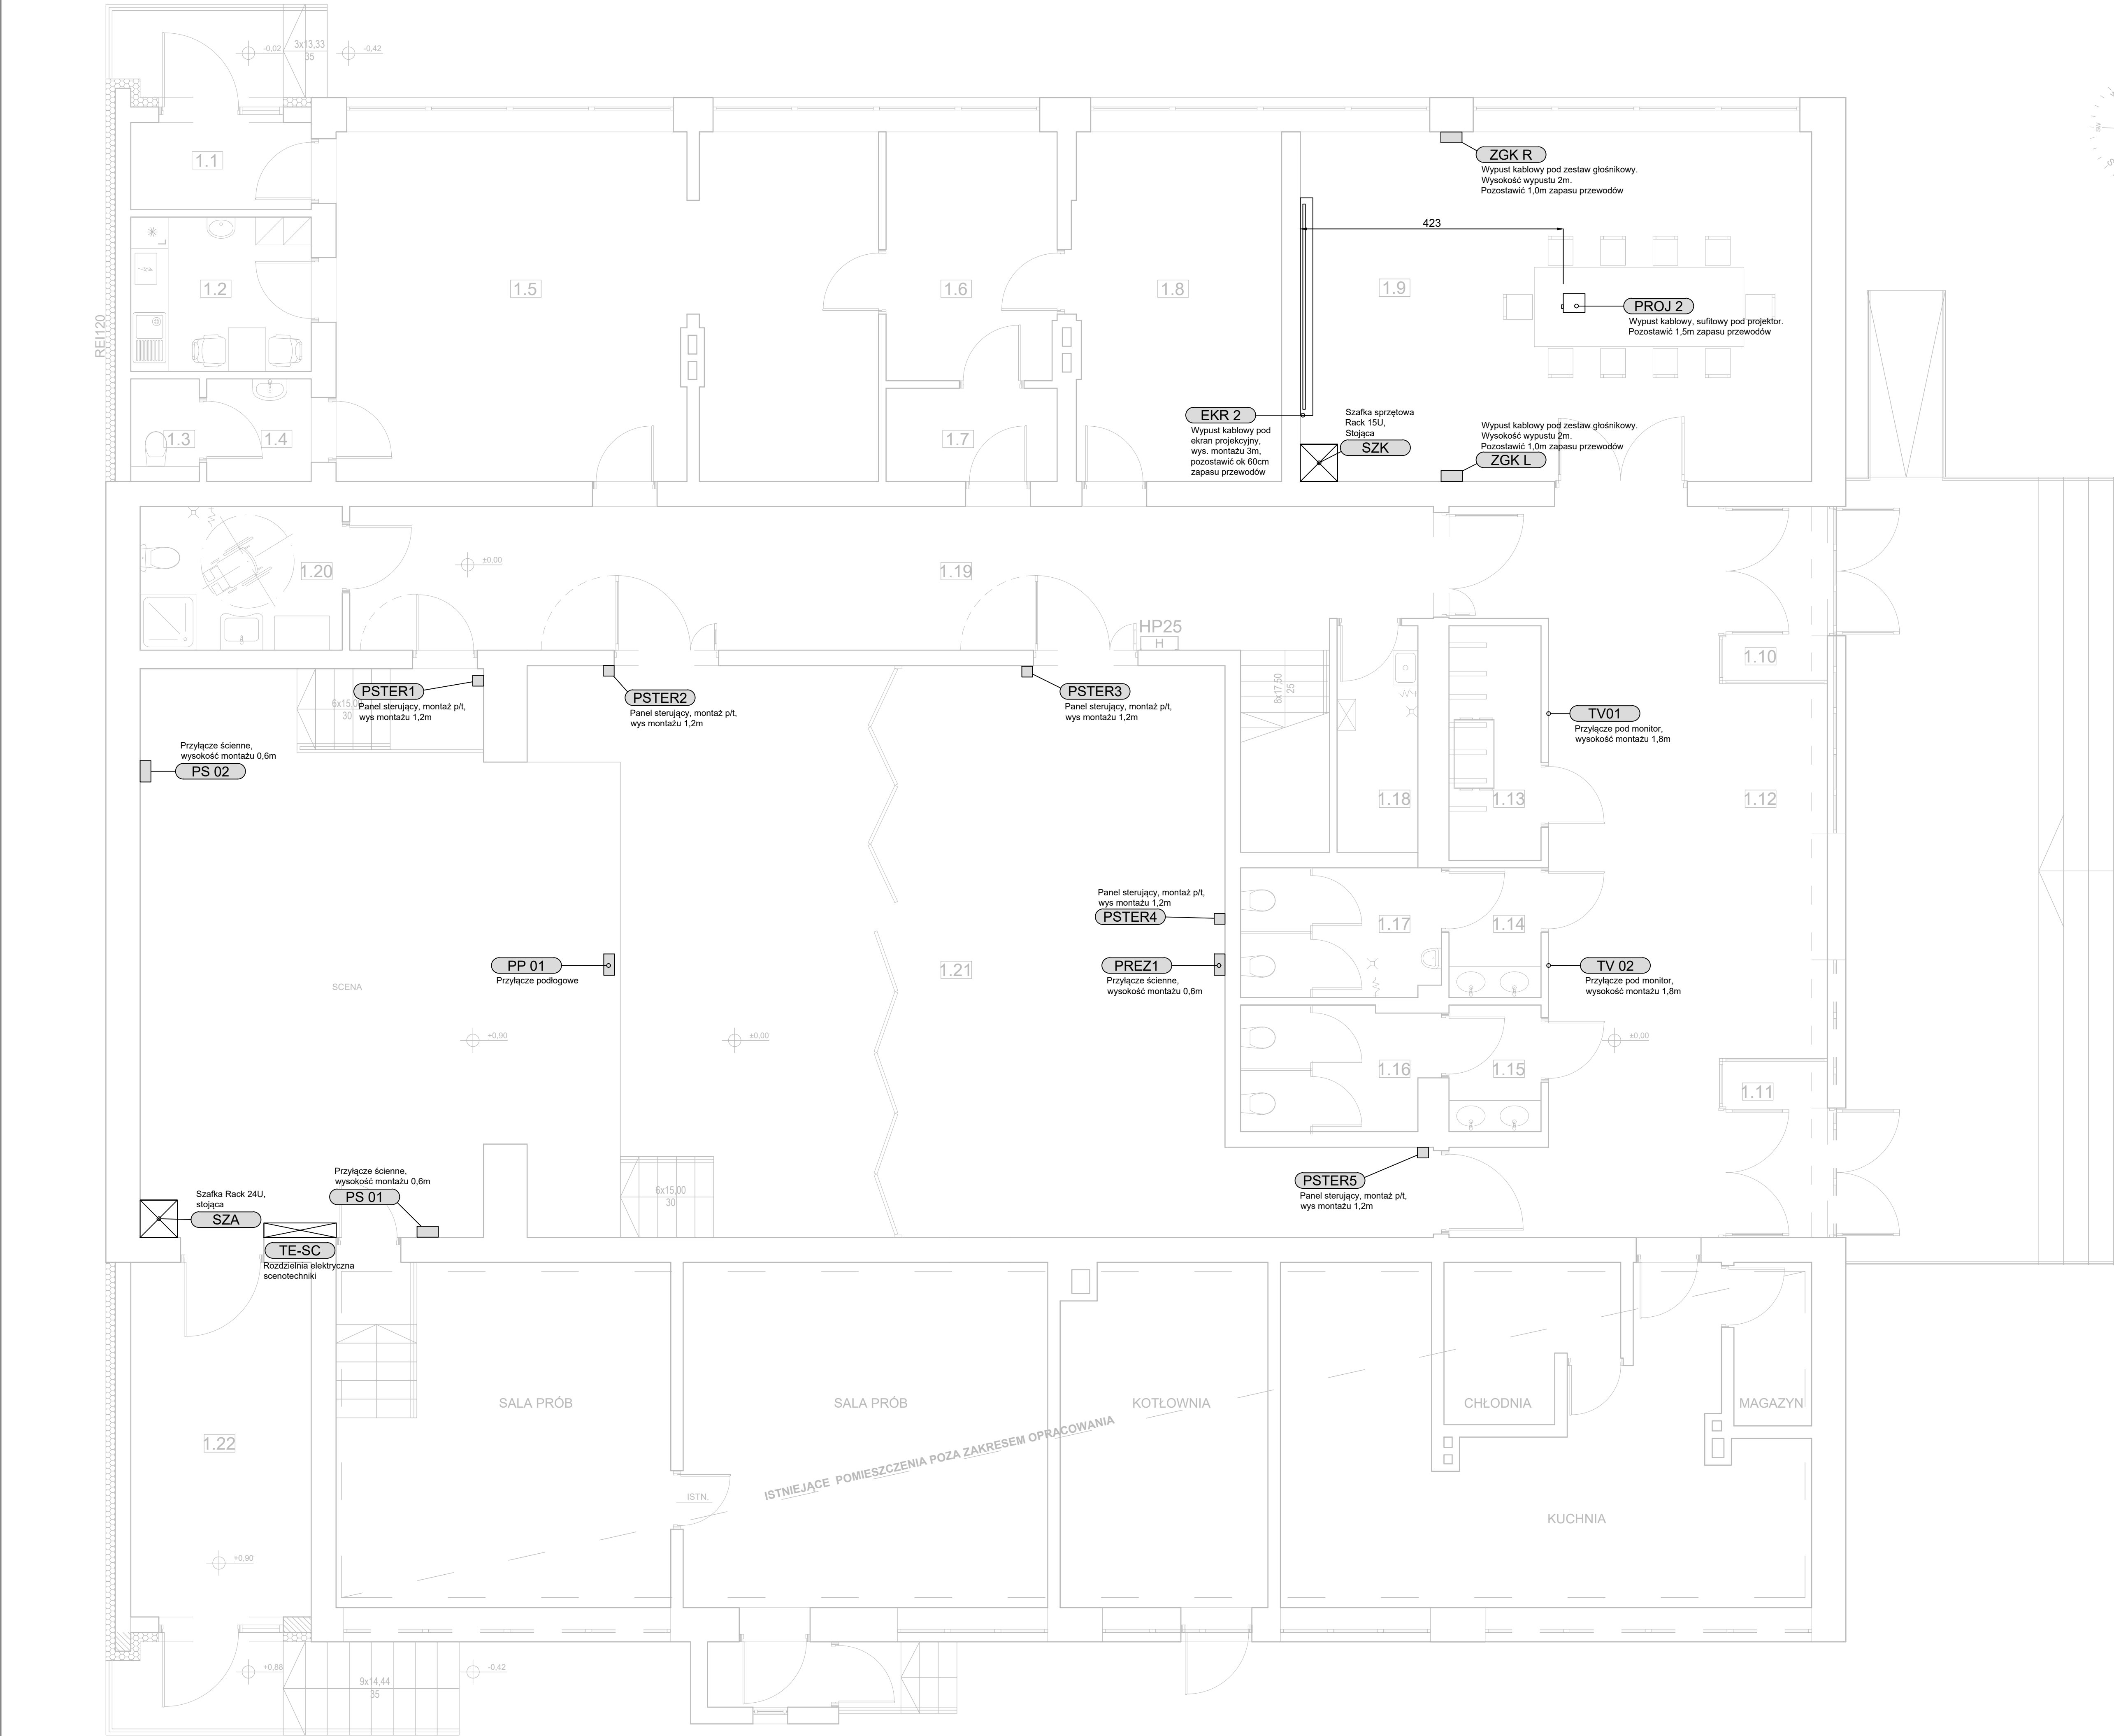 -0,02
3x13,33
35
-0,42
1.1
ZGK R
Wypust kablowy pod zestaw głośnikowy.
Wysokość wypustu 2m.
Pozostawić 1,0m zapasu przewodów
SW
423
1.2
1.5
1.6
1.8
1.9
PROJ 2
Wypust kablowy, sufitowy pod projektor.
Pozostawić 1,5m zapasu przewodów
REI120
EKR 2
Wypust kablowy pod
ekran projekcyjny,
wys. montażu 3m,
pozostawić ok 60cm
zapasu przewodów
Szafka sprzętowa
Rack 15U,
Stojąca
SZK
Wypust kablowy pod zestaw głośnikowy.
Wysokość wypustu 2m.
Pozostawić 1,0m zapasu przewodów
ZGK L
1.3
1.4
1.7
1.20
±0,00
1.19
HP25
H
1.10
8x17,50
25
PSTER1
Panel sterujący, montaż p/t,
wys montażu 1,2m
6x15,00
30
PSTER2
Panel sterujący, montaż p/t,
wys montażu 1,2m
PSTER3
Panel sterujący, montaż p/t,
wys montażu 1,2m
TV01
Przyłącze pod monitor,
wysokość montażu 1,8m
Przyłącze ścienne,
wysokość montażu 0,6m
PS 02
1.18
1.13
1.12
Panel sterujący, montaż p/t,
wys montażu 1,2m
PSTER4
1.17
1.14
PP 01
Przyłącze podłogowe
1.21
PREZ1
Przyłącze ścienne,
wysokość montażu 0,6m
TV 02
Przyłącze pod monitor,
wysokość montażu 1,8m
SCENA
+0,90
±0,00
±0,00
1.16
1.15
1.11
Przyłącze ścienne,
wysokość montażu 0,6m
PS 01
6x15,00
30
PSTER5
Panel sterujący, montaż p/t,
wys montażu 1,2m
Szafka Rack 24U,
stojąca
SZA
TE-SC
Rozdzielnia elektryczna
scenotechniki
SALA PRÓB
SALA PRÓB
KOTŁOWNIA
CHŁODNIA
MAGAZYN
1.22
ISTNIEJĄCE POMIESZCZENIA POZA ZAKRESEM OPRACOWANIA
ISTN.
KUCHNIA
+0,90
+0,88
9x14,44
35
-0,42